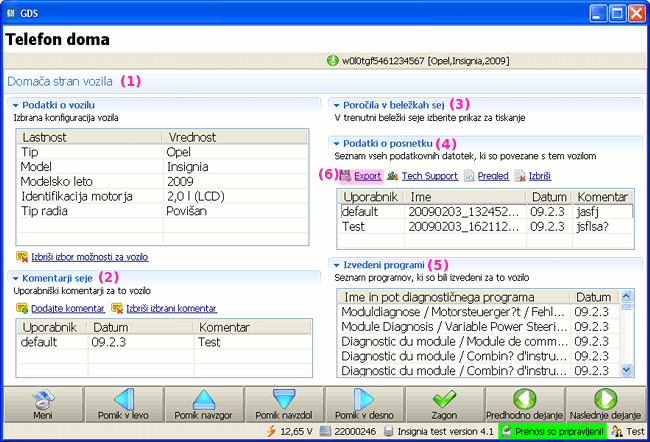 GDS
Telefon doma
w0l0tgf5461234567 [Opel,Insignia,2009]
Domača stran vozila (1)
Podatki o vozilu
Izbrana konfiguracija vozila
Lastnost Vrednost
Tip Opel
Model Insignia
Modelsko leto 2009
Identifikacija motorja 2,0 l (LCD)
Tip radia Povišan
Izbriši izbor možnosti za vozilo
Komentarji seje (2)
Uporabniški komentarji za to vozilo
Dodajte komentar Izbriši izbrani komentar
Uporabnik Datum Komentar
default 09.2.3 Test
Poročila v beležkah sej (3)
V trenutni beležki seje izberite prikaz za tiskanje
Podatki o posnetku (4)
Seznam vseh podatkovnih datotek, ki so povezane s tem vozilom
(6) Export Tech Support Pregled Izbriši
Uporabnik Ime Datum Komentar
default 20090203_132452... 09.2.3 jasfj
Test 20090203_162112... 09.2.3 jsflsa?
Izvedeni programi (5)
Seznam programov, ki so bili izvedeni za to vozilo
Ime in pot diagnostičnega programa Datum
Moduldiagnose / Motorsteuerger?t / Fehl... 09.2.3
Module Diagnosis / Variable Power Steeri... 09.2.3
Diagnostic du module / Module de comm... 09.2.3
Diagnostic du module / Combin? d'instru... 09.2.3
Diagnostic du module / Combin? d'instru... 09.2.3
Meni Pomik v levo Pomik navzgor Pomik navzdol Pomik v desno Zagon Predhodno dejanje Naslednje dejanje
12,65 V 22000246 Insignia test version 4.1 Prenosi so pripravljeni! Test